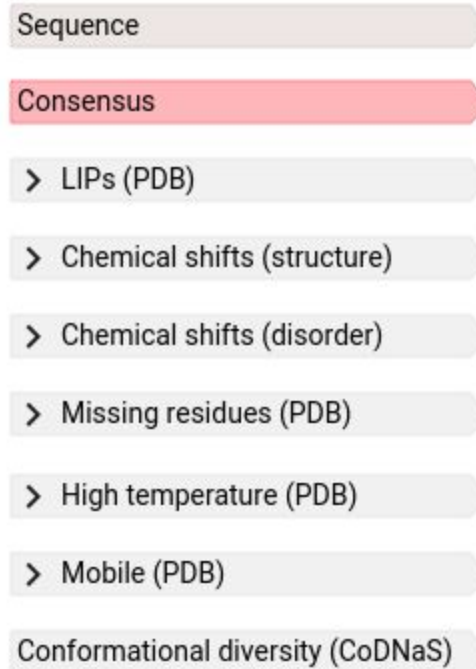 Sequence
Consensus
LIPs (PDB)
Chemical shifts (structure)
Chemical shifts (disorder)
Missing residues (PDB)
High temperature (PDB)
Mobile (PDB)
Conformational diversity (CoDNaS)